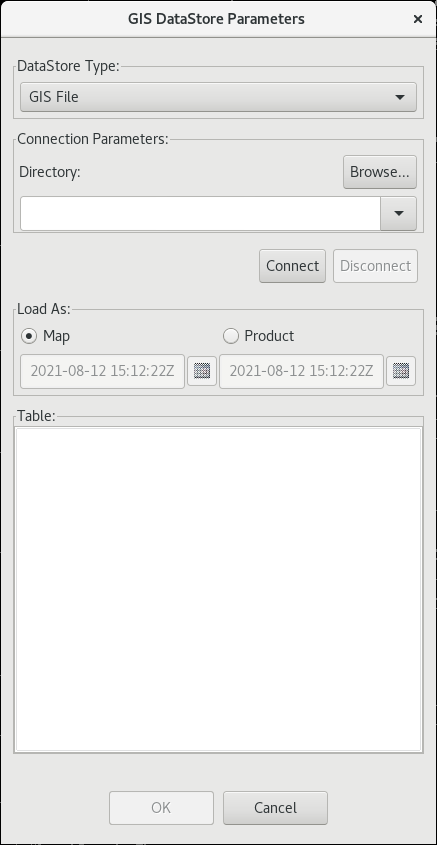 GIS DataStore Parameters ×
DataStore Type:
GIS File
Connection Parameters:
Directory: Browse...
Connect Disconnect
Load As:
Map Product
2021-08-12 15:12:22Z 2021-08-12 15:12:22Z
Table:
OK Cancel